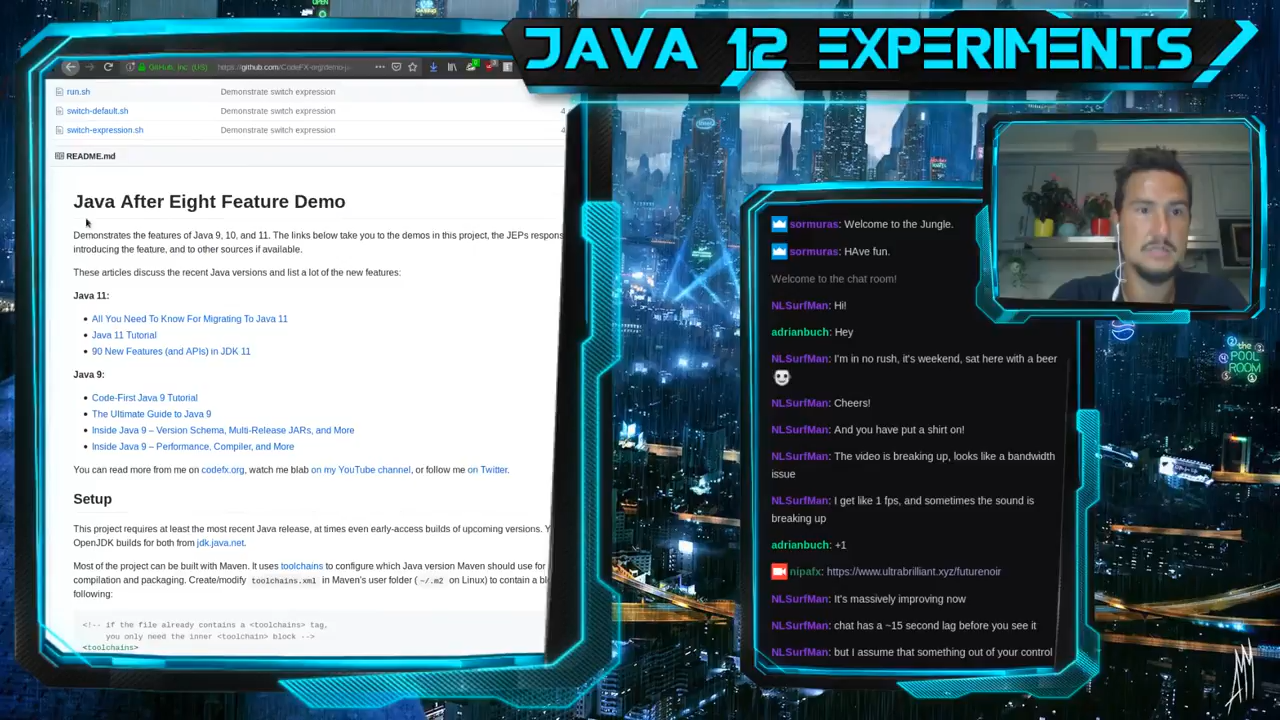 JAVA 12 EXPERIMENTS
GitHub, Inc. (US)
https://github.com/CodeFX-org/demo-j
run.sh Demonstrate switch expression
switch-default.sh Demonstrate switch expression 4
switch-expression.sh Demonstrate switch expression 4
README.md
Java After Eight Feature Demo
Demonstrates the features of Java 9, 10, and 11. The links below take you to the demos in this project, the JEPs respons
introducing the feature, and to other sources if available.
These articles discuss the recent Java versions and list a lot of the new features:
Java 11:
All You Need To Know For Migrating To Java 11
Java 11 Tutorial
90 New Features (and APIs) in JDK 11
Java 9:
Code-First Java 9 Tutorial
The Ultimate Guide to Java 9
Inside Java 9 – Version Schema, Multi-Release JARs, and More
Inside Java 9 – Performance, Compiler, and More
You can read more from me on codefx.org, watch me blab on my YouTube channel, or follow me on Twitter.
Setup
This project requires at least the most recent Java release, at times even early-access builds of upcoming versions. Y
OpenJDK builds for both from jdk.java.net.
Most of the project can be built with Maven. It uses toolchains to configure which Java version Maven should use for
compilation and packaging. Create/modify toolchains.xml in Maven's user folder ( ~/.m2 on Linux) to contain a bl
following:
<!-- if the file already contains a <toolchains> tag,
you only need the inner <toolchain> block -->
<toolchains>
sormuras: Welcome to the Jungle.
sormuras: HAve fun.
Welcome to the chat room!
NLSurfMan: Hi!
adrianbuch: Hey
NLSurfMan: I'm in no rush, it's weekend, sat here with a beer
NLSurfMan: Cheers!
NLSurfMan: And you have put a shirt on!
NLSurfMan: The video is breaking up, looks like a bandwidth
issue
NLSurfMan: I get like 1 fps, and sometimes the sound is
breaking up
adrianbuch: +1
nipafx: https://www.ultrabrilliant.xyz/futurenoir
NLSurfMan: It's massively improving now
NLSurfMan: chat has a ~15 second lag before you see it
NLSurfMan: but I assume that something out of your control
OPEN
the
POOL
ROOM